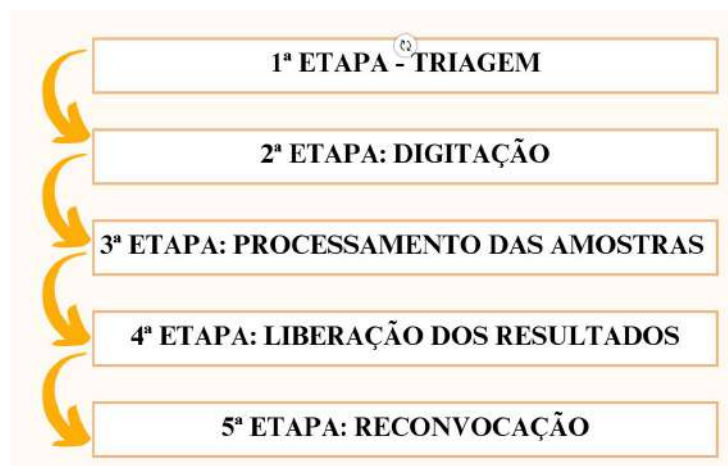 1ª ETAPA - TRIAGEM
2ª ETAPA: DIGITAÇÃO
3ª ETAPA: PROCESSAMENTO DAS AMOSTRAS
4ª ETAPA: LIBERAÇÃO DOS RESULTADOS
5ª ETAPA: RECONVOCAÇÃO